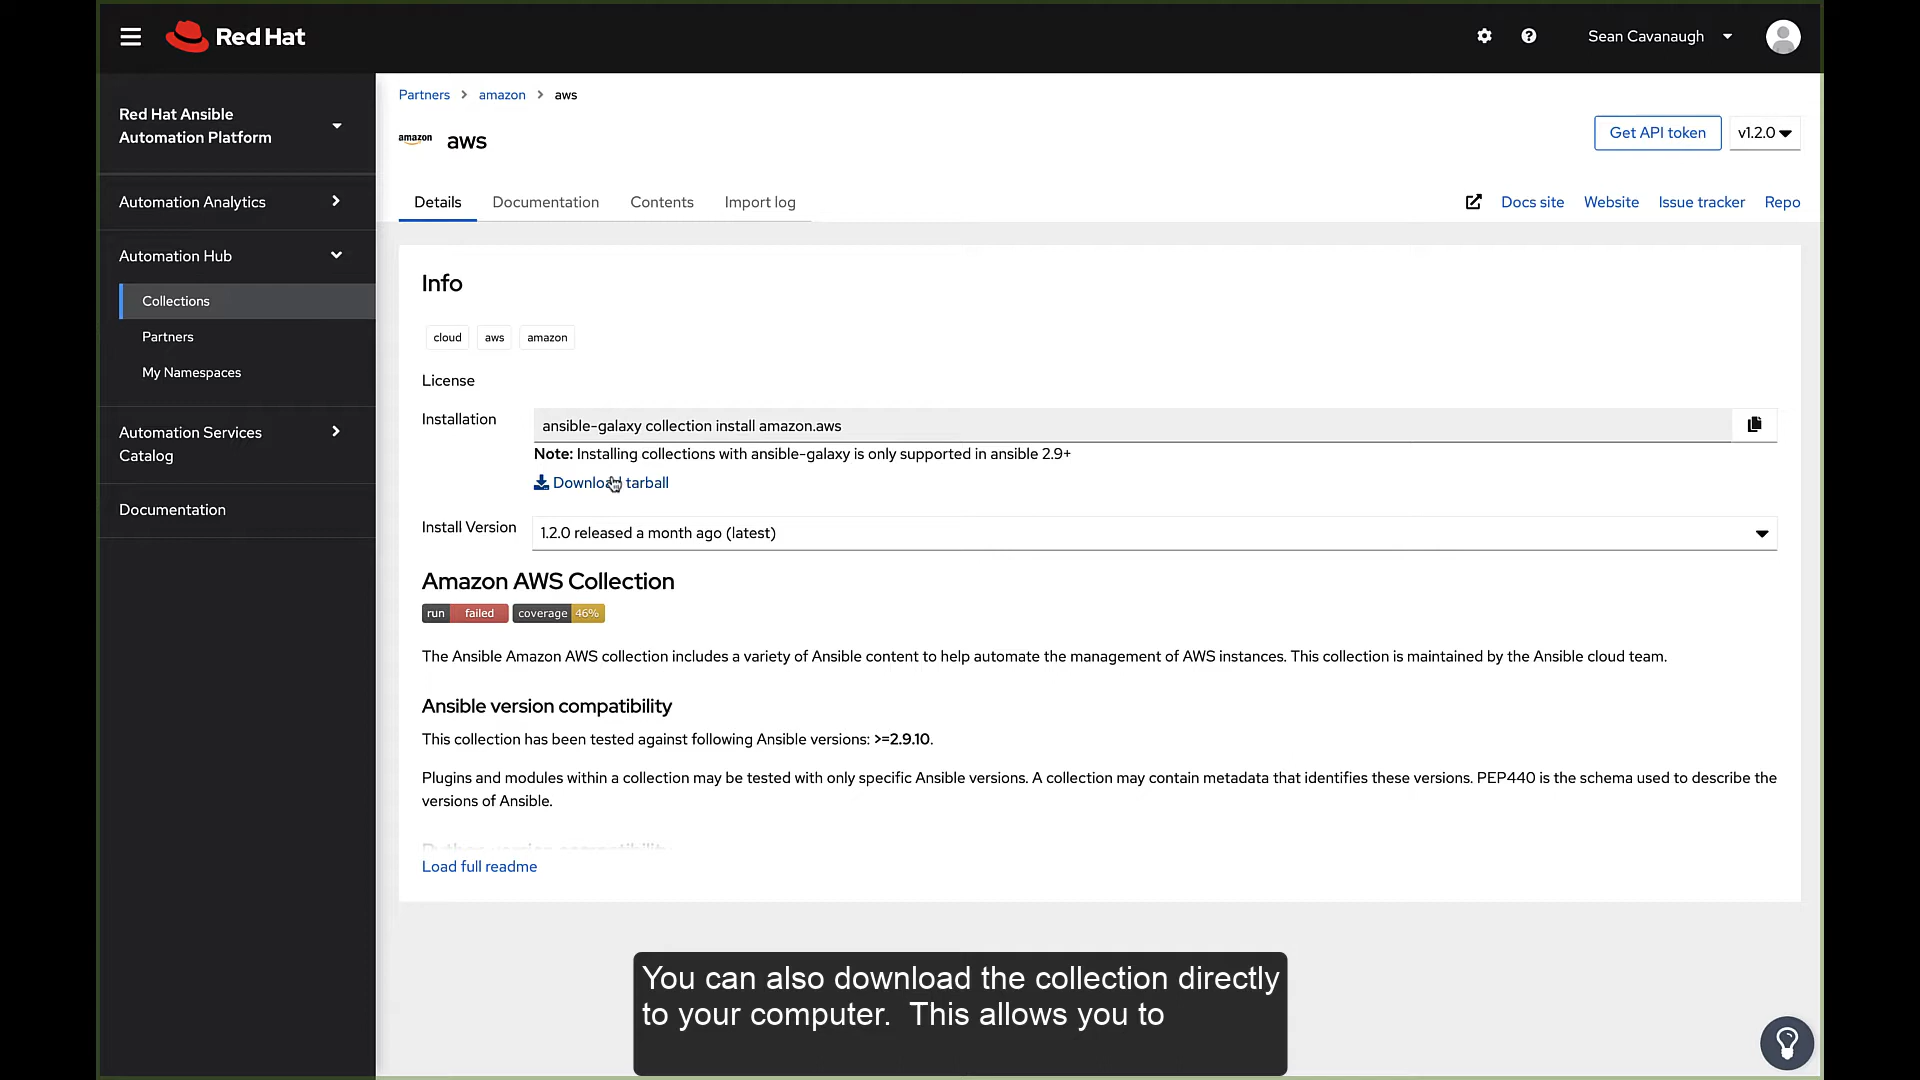 Red Hat
Sean Cavanaugh
Red Hat Ansible
Automation Platform
Automation Analytics
Automation Hub
Collections
Partners
My Namespaces
Automation Services
Catalog
Documentation
Partners > amazon > aws
amazon aws
Get API token
v1.2.0
Details
Documentation
Contents
Import log
Docs site
Website
Issue tracker
Repo
Info
cloud
aws
amazon
License
Installation
ansible-galaxy collection install amazon.aws
Note: Installing collections with ansible-galaxy is only supported in ansible 2.9+
Download tarball
Install Version
1.2.0 released a month ago (latest)
Amazon AWS Collection
run failed coverage 46%
The Ansible Amazon AWS collection includes a variety of Ansible content to help automate the management of AWS instances. This collection is maintained by the Ansible cloud team.
Ansible version compatibility
This collection has been tested against following Ansible versions: >=2.9.10.
Plugins and modules within a collection may be tested with only specific Ansible versions. A collection may contain metadata that identifies these versions. PEP440 is the schema used to describe the
versions of Ansible.
Python version compatibility
Load full readme
You can also download the collection directly
to your computer.  This allows you to